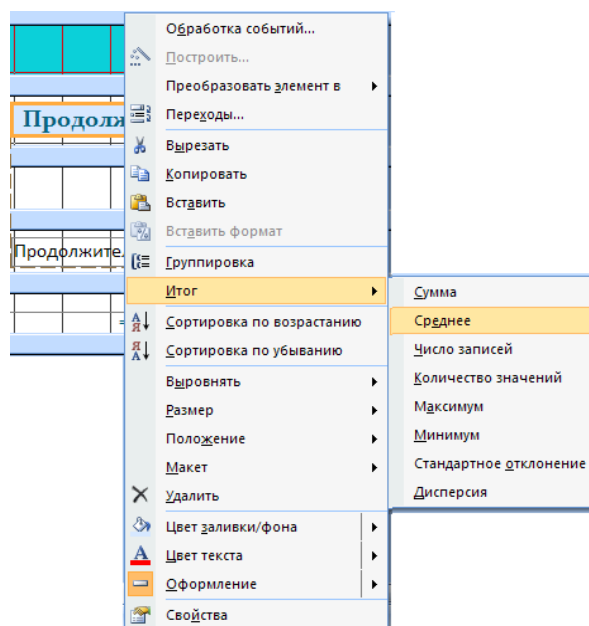 Обработка событий...
Построить...
Преобразовать элемент в
Переходы...
Вырезать
Копировать
Вставить
Вставить формат
Группировка
Итог
Сортировка по возрастанию
Сортировка по убыванию
Выровнять
Размер
Положение
Макет
Удалить
Цвет заливки/фона
Цвет текста
Оформление
Свойства
Сумма
Среднее
Число записей
Количество значений
Максимум
Минимум
Стандартное отклонение
Дисперсия